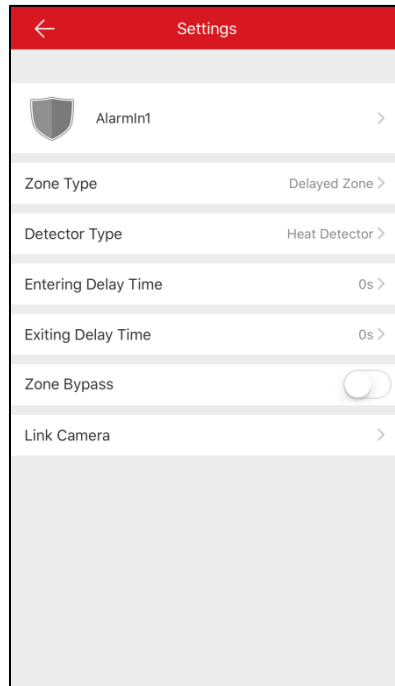 Settings
AlarmIn1
Zone Type Delayed Zone
Detector Type Heat Detector
Entering Delay Time 0s
Exiting Delay Time 0s
Zone Bypass
Link Camera